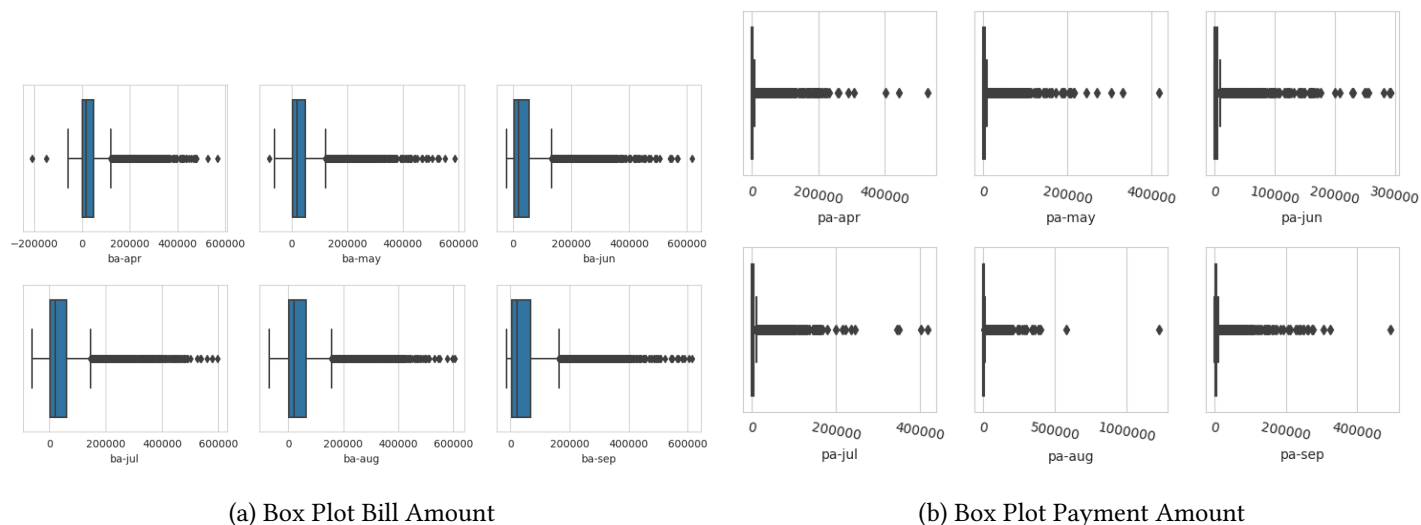 −200000 0 200000 400000 600000
ba-apr
0 200000 400000 600000
ba-may
0 200000 400000 600000
ba-jun
0 200000 400000 600000
ba-jul
0 200000 400000 600000
ba-aug
0 200000 400000 600000
ba-sep
(a) Box Plot Bill Amount
0 200000 400000
pa-apr
0 200000 400000
pa-may
0 100000 200000 300000
pa-jun
0 200000 400000
pa-jul
0 500000 1000000
pa-aug
0 200000 400000
pa-sep
(b) Box Plot Payment Amount